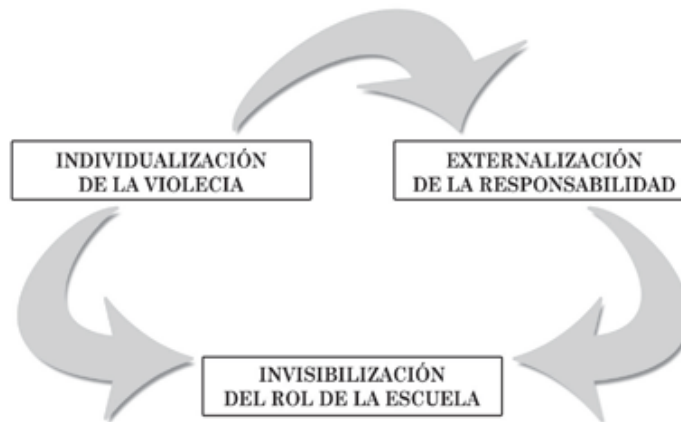 INDIVIDUALIZACIÓN
DE LA VIOLECIA
EXTERNALIZACIÓN
DE LA RESPONSABILIDAD
INVISIBILIZACIÓN
DEL ROL DE LA ESCUELA